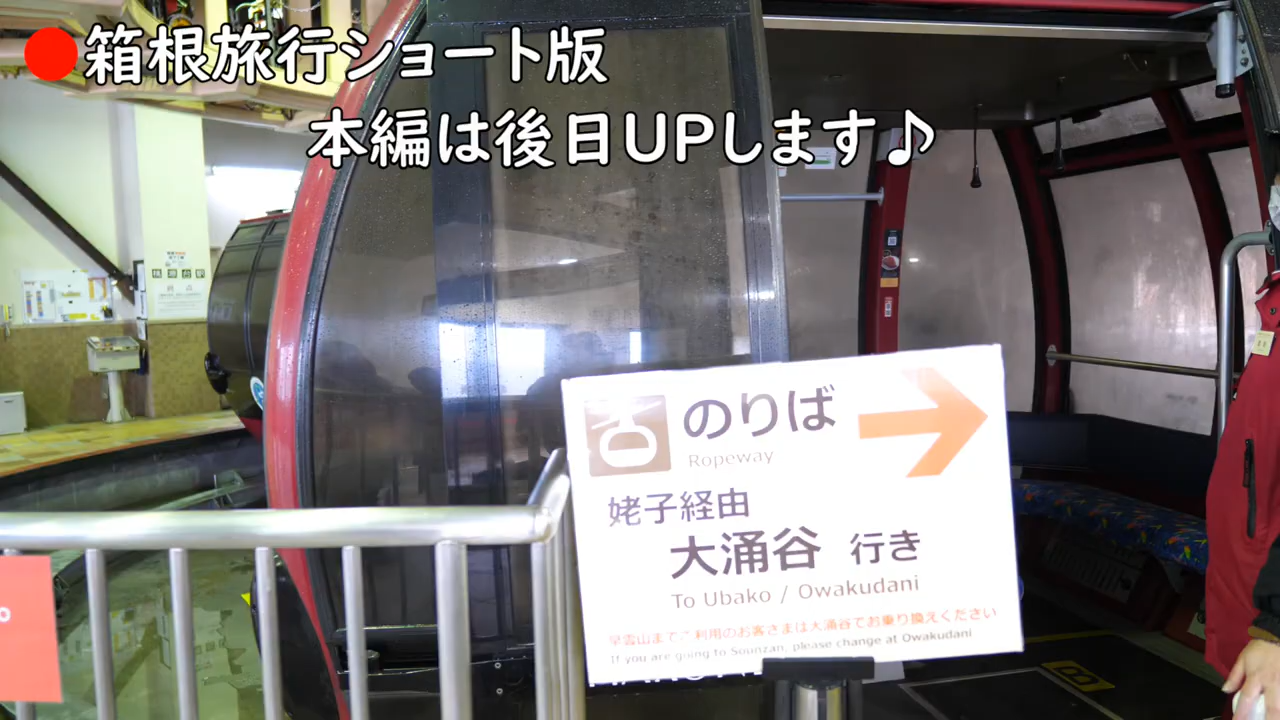 ●箱根旅行ショート版
本編は後日UPします♪
のりば
Ropeway
姥子経由
大涌谷 行き
To Ubako / Owakudani
早雲山までご利用のお客さまは大涌谷でお乗り換えください
If you are going to Sounzan, please change at Owakudani